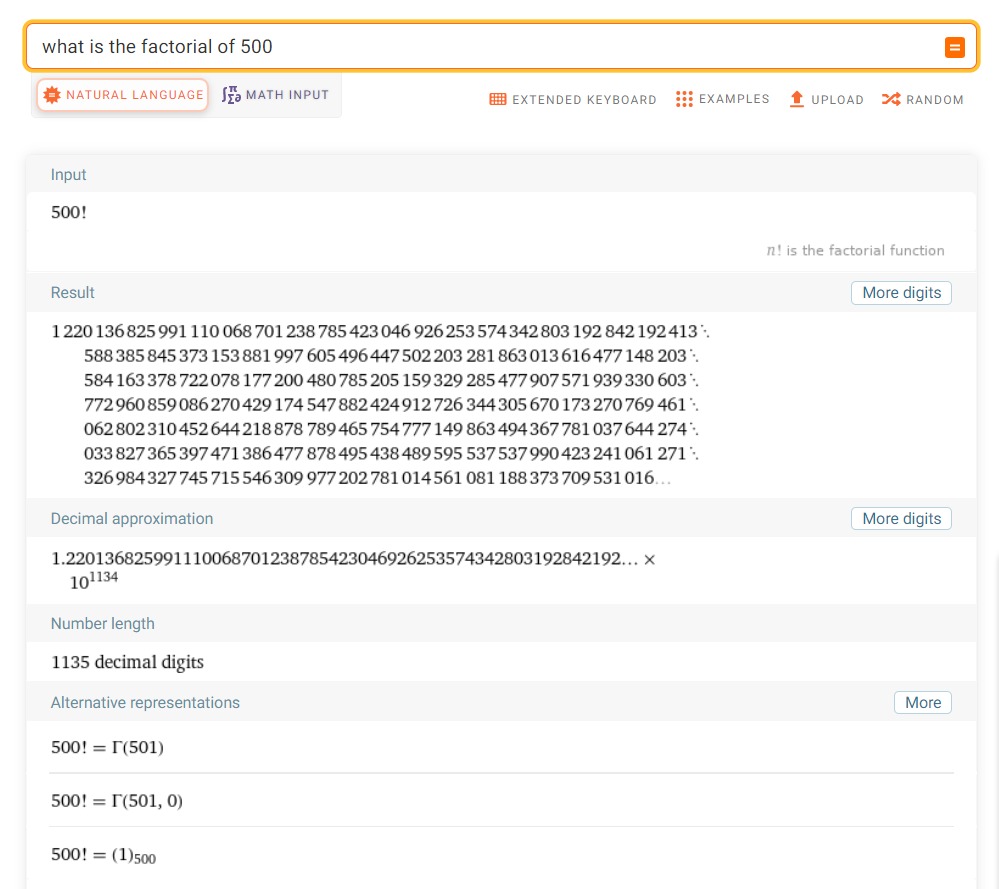 what is the factorial of 500
NATURAL LANGUAGE
MATH INPUT
EXTENDED KEYBOARD
EXAMPLES
UPLOAD
RANDOM
Input
500!
n! is the factorial function
Result
More digits
1 220 136 825 991 110 068 701 238 785 423 046 926 253 574 342 803 192 842 192 413⋱
588 385 845 373 153 881 997 605 496 447 502 203 281 863 013 616 477 148 203⋱
584 163 378 722 078 177 200 480 785 205 159 329 285 477 907 571 939 330 603⋱
772 960 859 086 270 429 174 547 882 424 912 726 344 305 670 173 270 769 461⋱
062 802 310 452 644 218 878 789 465 754 777 149 863 494 367 781 037 644 274⋱
033 827 365 397 471 386 477 878 495 438 489 595 537 537 990 423 241 061 271⋱
326 984 327 745 715 546 309 977 202 781 014 561 081 188 373 709 531 016…
Decimal approximation
More digits
1.220136825991110068701238785423046926253574342803192842192… ×
10^1134
Number length
1135 decimal digits
Alternative representations
More
500! = Γ(501)
500! = Γ(501, 0)
500! = (1)₅₀₀